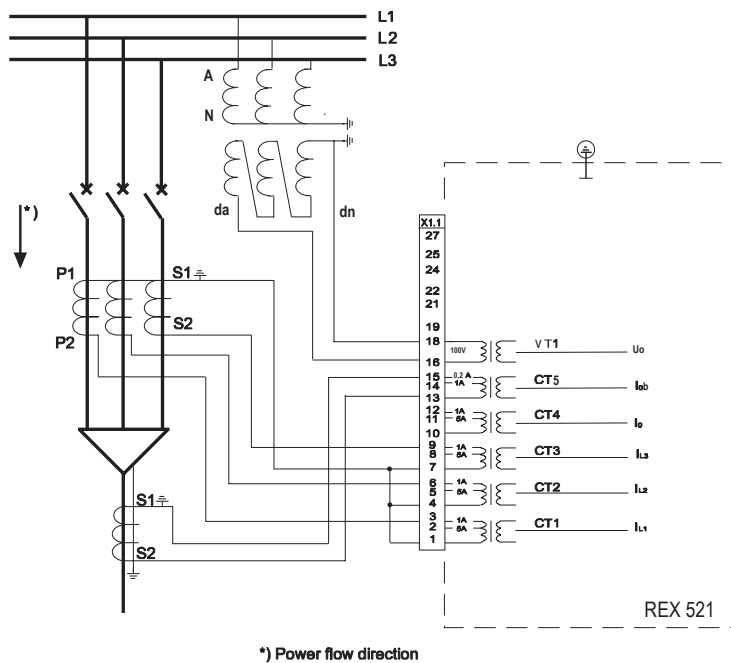 L1
L2
L3
A
N
da
dn
*)
X1.1
27
25
24
22
21
19
18
100V
VT1
Uo
16
15
0,2 A
CT5
I0b
14
1A
13
12
1A
CT4
I0
11
5A
10
9
1A
CT3
IL3
8
5A
7
6
1A
CT2
IL2
5
5A
4
3
1A
CT1
IL1
2
5A
1
P1
S1
P2
S2
S1
S2
REX 521
*) Power flow direction